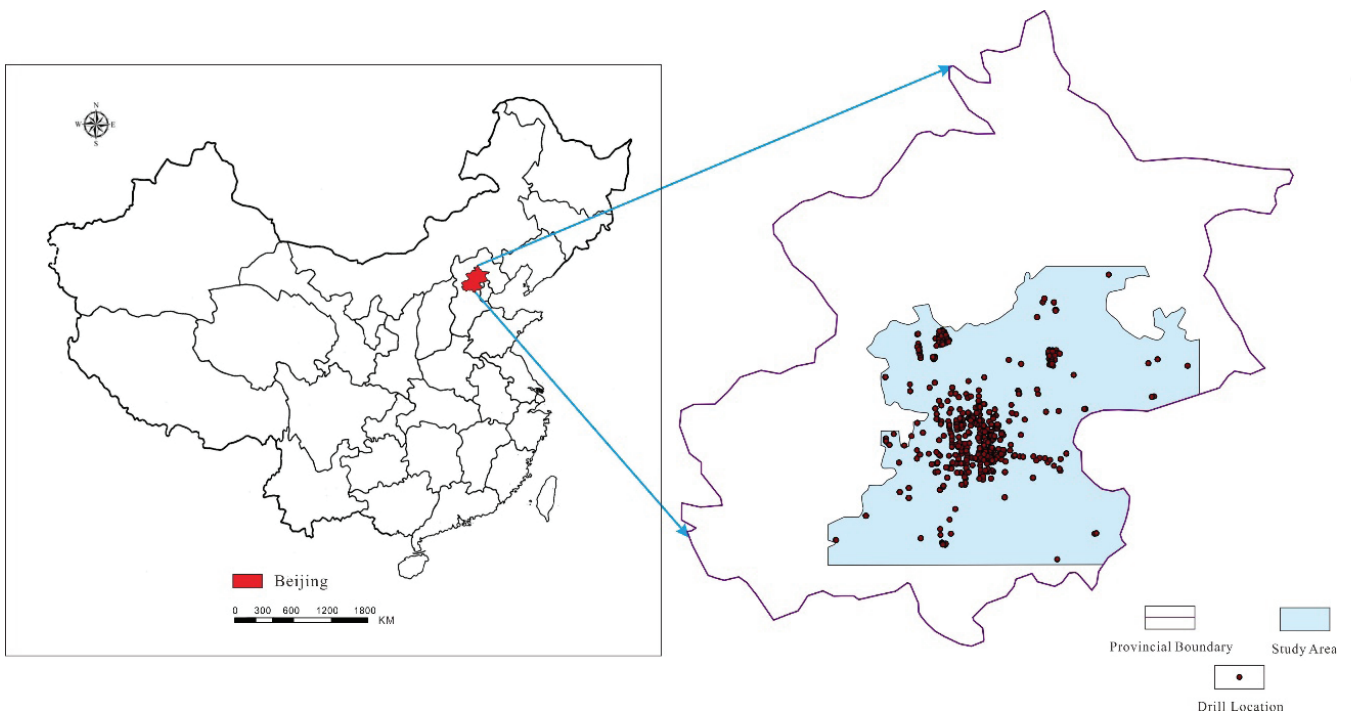 N
W E
S
Beijing
0 300 600 1200 1800
KM
Provincial Boundary
Study Area
Drill Location